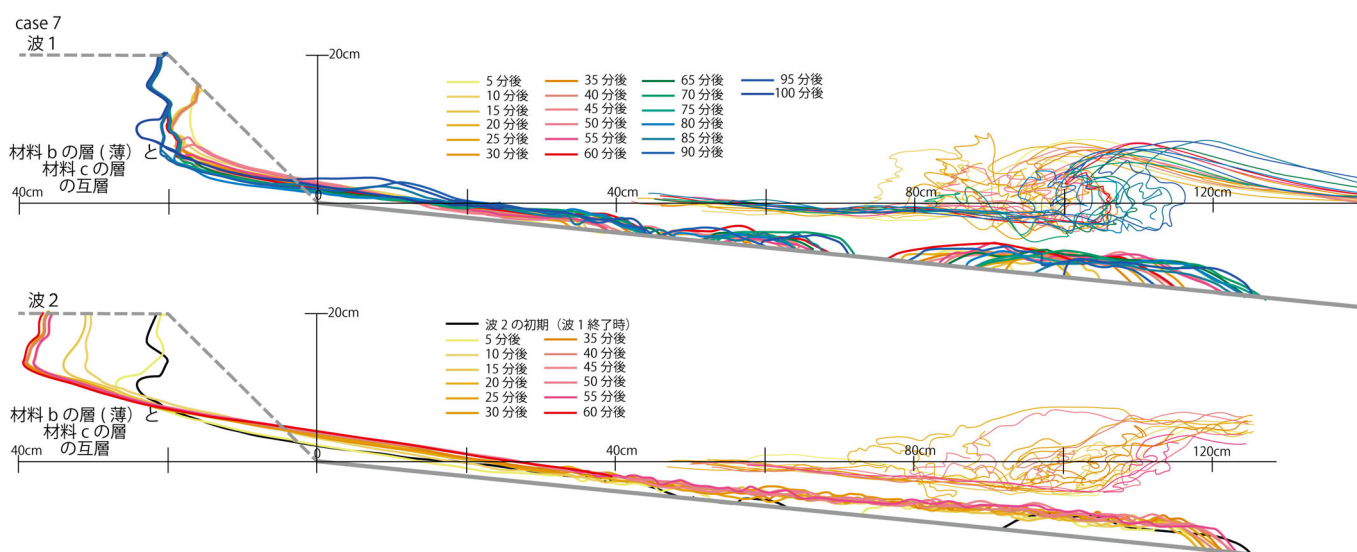 case 7
波 1
20cm
5 分後
10 分後
15 分後
20 分後
25 分後
30 分後
35 分後
40 分後
45 分後
50 分後
55 分後
60 分後
65 分後
70 分後
75 分後
80 分後
85 分後
90 分後
95 分後
100 分後
材料 b の層 ( 薄） と
材料 c の層
の互層
40cm
0
40cm
80cm
120cm
波 2
20cm
波 2 の初期（波 1 終了時）
5 分後
10 分後
15 分後
20 分後
25 分後
30 分後
35 分後
40 分後
45 分後
50 分後
55 分後
60 分後
材料 b の層 ( 薄） と
材料 c の層
の互層
40cm
0
40cm
80cm
120cm